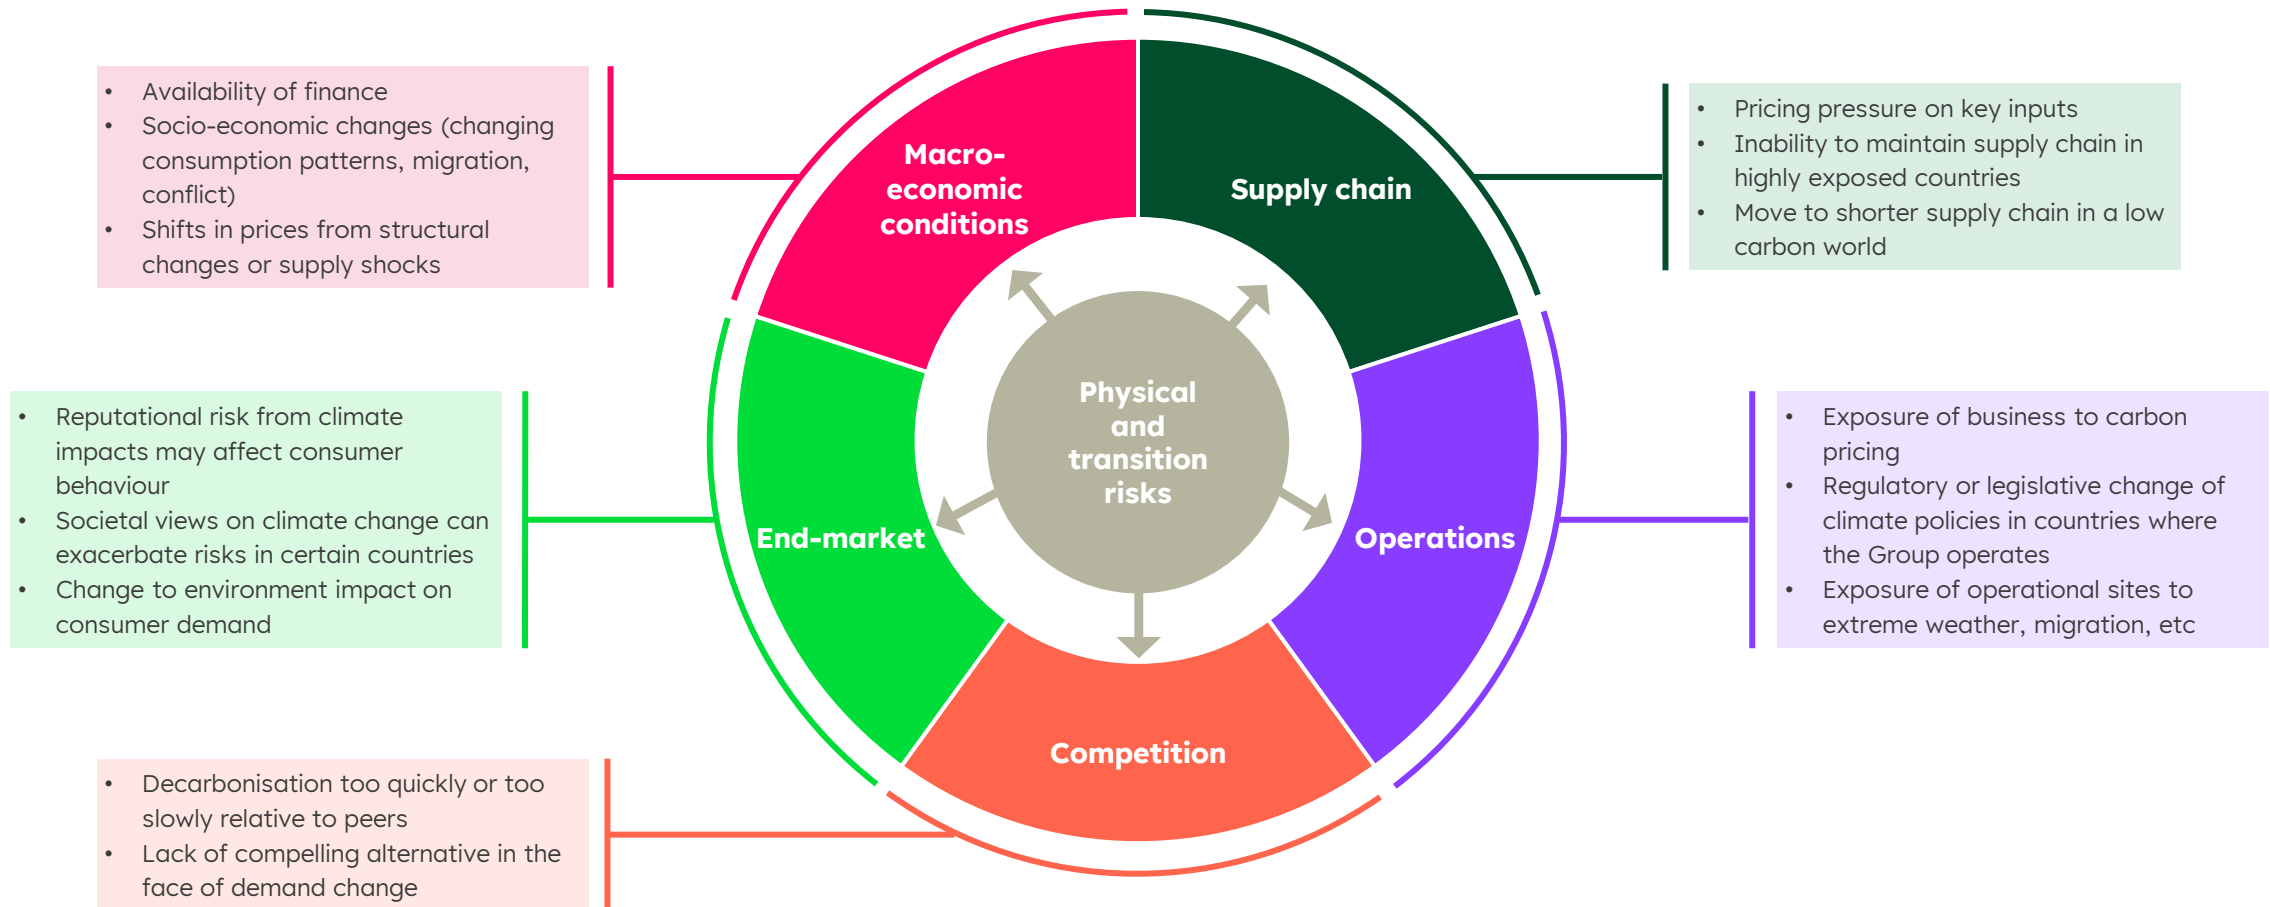 • Availability of finance
• Socio-economic changes (changing
consumption patterns, migration,
conflict)
• Shifts in prices from structural
changes or supply shocks
Macro-
economic
conditions
Supply chain
• Pricing pressure on key inputs
• Inability to maintain supply chain in
highly exposed countries
• Move to shorter supply chain in a low
carbon world
• Reputational risk from climate
impacts may affect consumer
behaviour
• Societal views on climate change can
exacerbate risks in certain countries
• Change to environment impact on
consumer demand
End-market
Physical
and
transition
risks
Operations
• Exposure of business to carbon
pricing
• Regulatory or legislative change of
climate policies in countries where
the Group operates
• Exposure of operational sites to
extreme weather, migration, etc
Competition
• Decarbonisation too quickly or too
slowly relative to peers
• Lack of compelling alternative in the
face of demand change